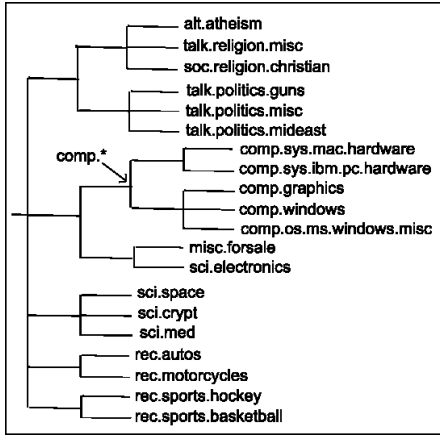 alt.atheism
talk.religion.misc
soc.religion.christian
talk.politics.guns
talk.politics.misc
talk.politics.mideast
comp.*
comp.sys.mac.hardware
comp.sys.ibm.pc.hardware
comp.graphics
comp.windows
comp.os.ms.windows.misc
misc.forsale
sci.electronics
sci.space
sci.crypt
sci.med
rec.autos
rec.motorcycles
rec.sports.hockey
rec.sports.basketball